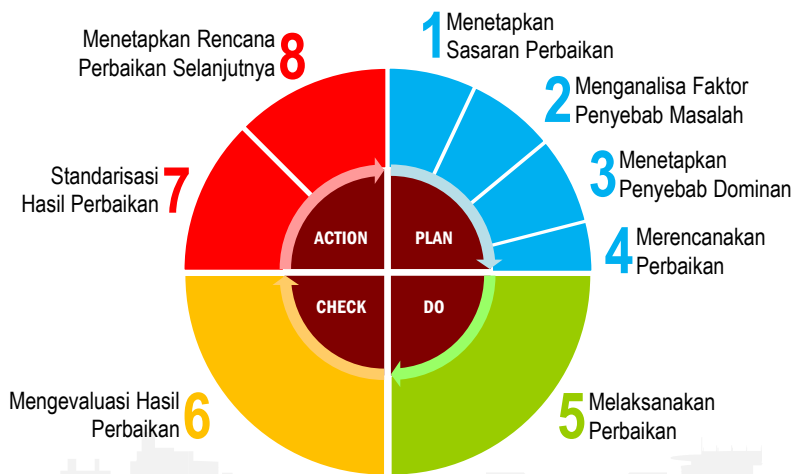 1
Menetapkan
Sasaran Perbaikan
2
Menganalisa Faktor
Penyebab Masalah
3
Menetapkan
Penyebab Dominan
4
Merencanakan
Perbaikan
5
Melaksanakan
Perbaikan
6
Mengevaluasi Hasil
Perbaikan
7
Standarisasi
Hasil Perbaikan
8
Menetapkan Rencana
Perbaikan Selanjutnya
ACTION
PLAN
CHECK
DO